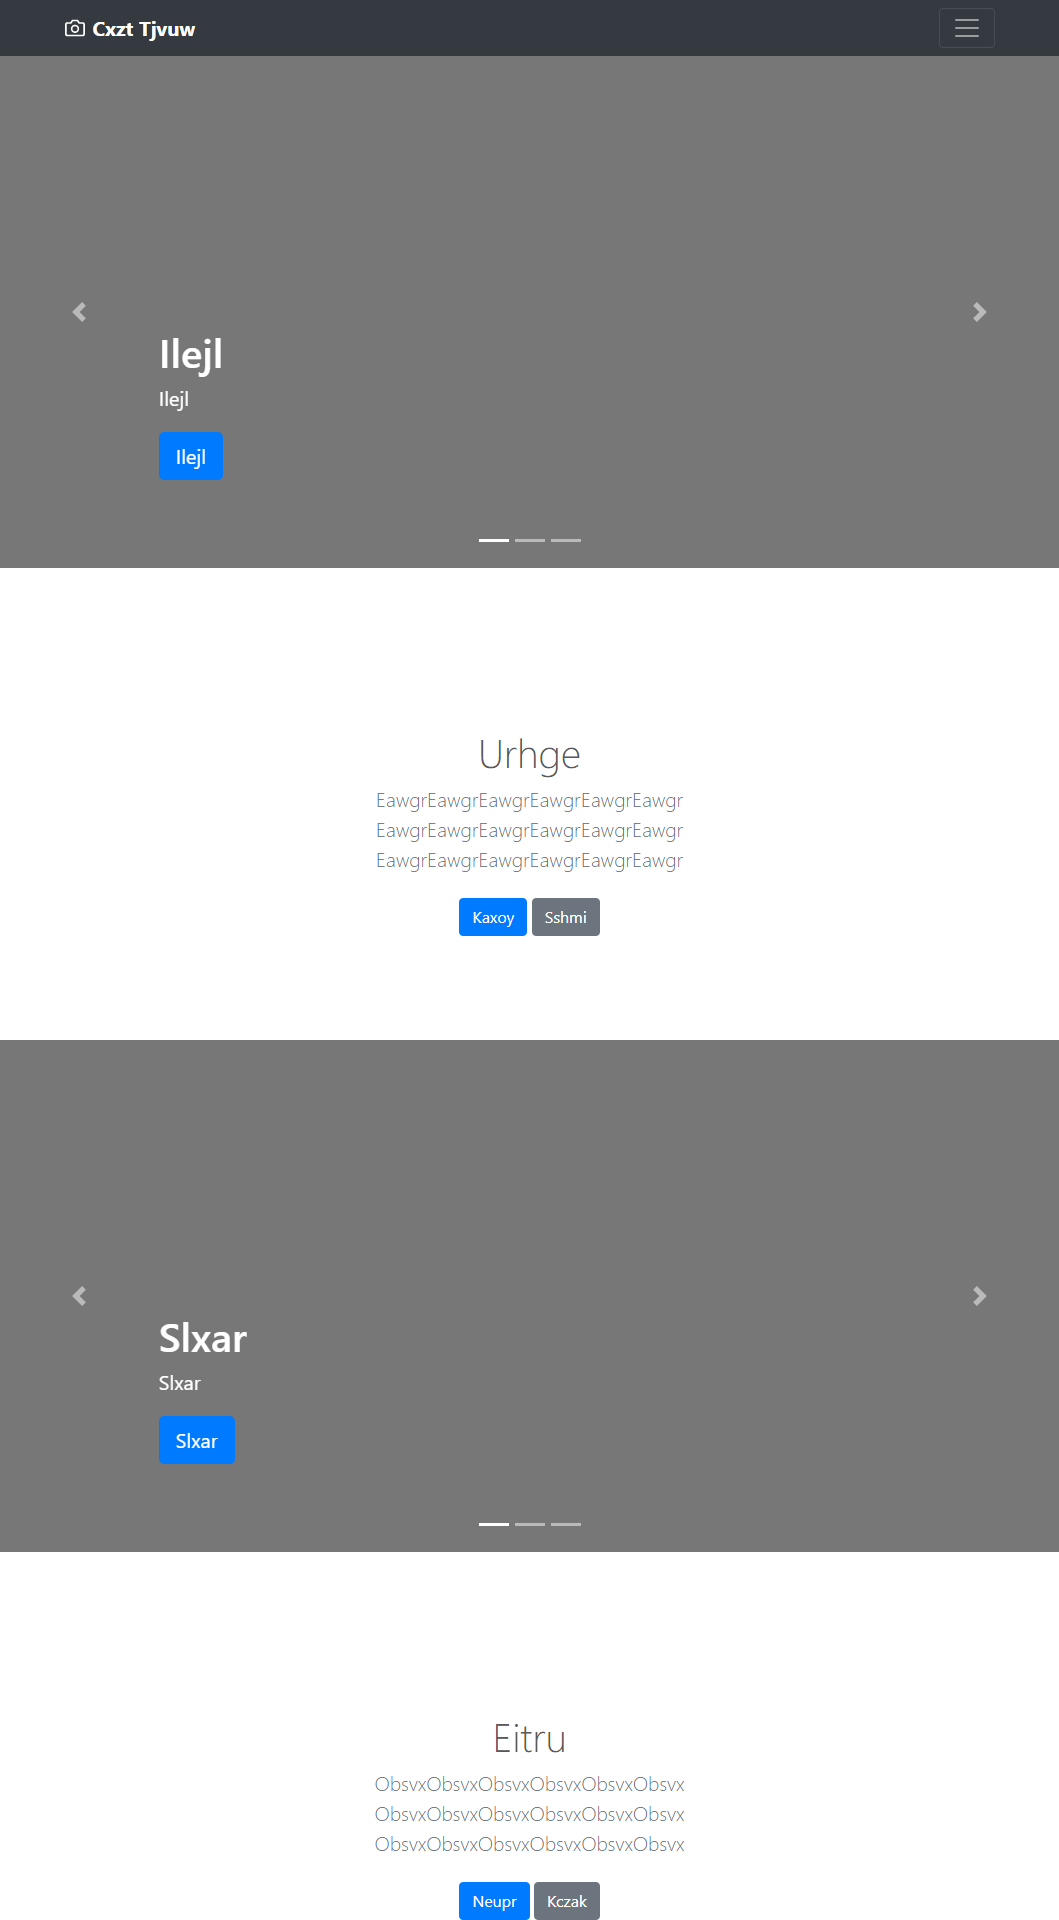 Cxzt Tjvuw
Ilejl
Ilejl
Ilejl
Urhge
EawgrEawgrEawgrEawgrEawgrEawgr
EawgrEawgrEawgrEawgrEawgrEawgr
EawgrEawgrEawgrEawgrEawgrEawgr
Kaxoy Sshmi
Slxar
Slxar
Slxar
Eitru
ObsvxObsvxObsvxObsvxObsvxObsvx
ObsvxObsvxObsvxObsvxObsvxObsvx
ObsvxObsvxObsvxObsvxObsvxObsvx
Neupr Kczak